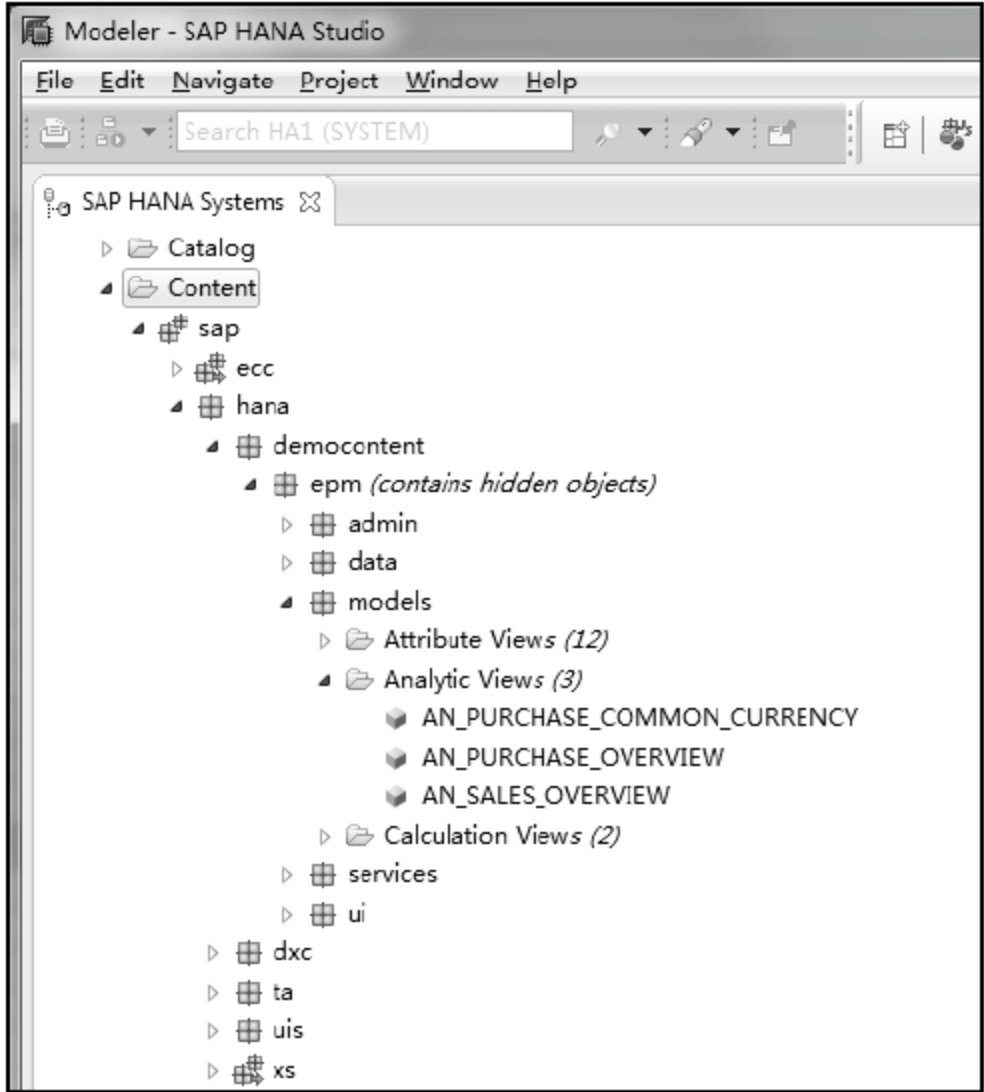 Modeler - SAP HANA Studio
File Edit Navigate Project Window Help
Search HA1 (SYSTEM)
SAP HANA Systems
Catalog
Content
sap
ecc
hana
democontent
epm (contains hidden objects)
admin
data
models
Attribute Views (12)
Analytic Views (3)
AN_PURCHASE_COMMON_CURRENCY
AN_PURCHASE_OVERVIEW
AN_SALES_OVERVIEW
Calculation Views (2)
services
ui
dxc
ta
uis
xs